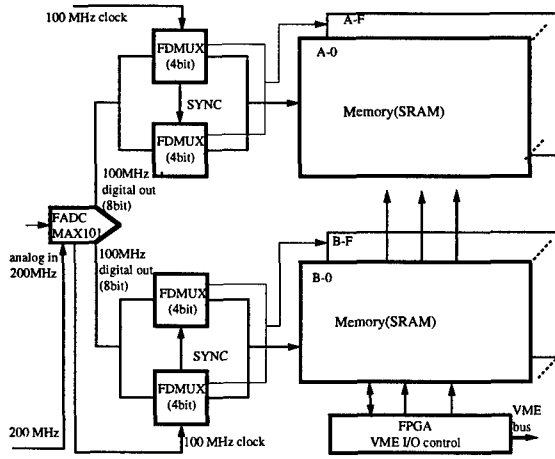 100 MHz clock
FDMUX
(4bit)
SYNC
FDMUX
(4bit)
A-F
A-0
Memory(SRAM)
100MHz
digital out
(8bit)
FADC
MAX101
analog in
200MHz
100MHz
digital out
(8bit)
FDMUX
(4bit)
SYNC
FDMUX
(4bit)
B-F
B-0
Memory(SRAM)
200 MHz
100 MHz clock
FPGA
VME I/O control
VME
bus